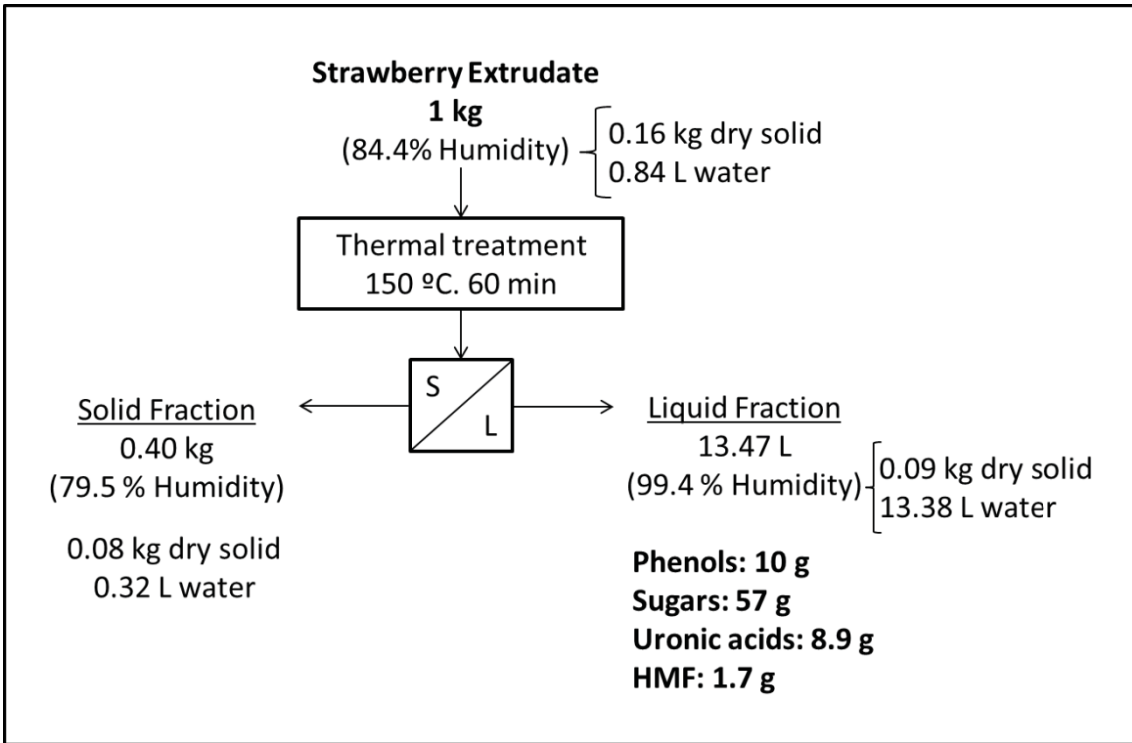 Strawberry Extrudate
1 kg
(84.4% Humidity)
0.16 kg dry solid
0.84 L water
Thermal treatment
150 ºC. 60 min
S
L
Solid Fraction
0.40 kg
(79.5 % Humidity)
0.08 kg dry solid
0.32 L water
Liquid Fraction
13.47 L
(99.4 % Humidity)
0.09 kg dry solid
13.38 L water
Phenols: 10 g
Sugars: 57 g
Uronic acids: 8.9 g
HMF: 1.7 g